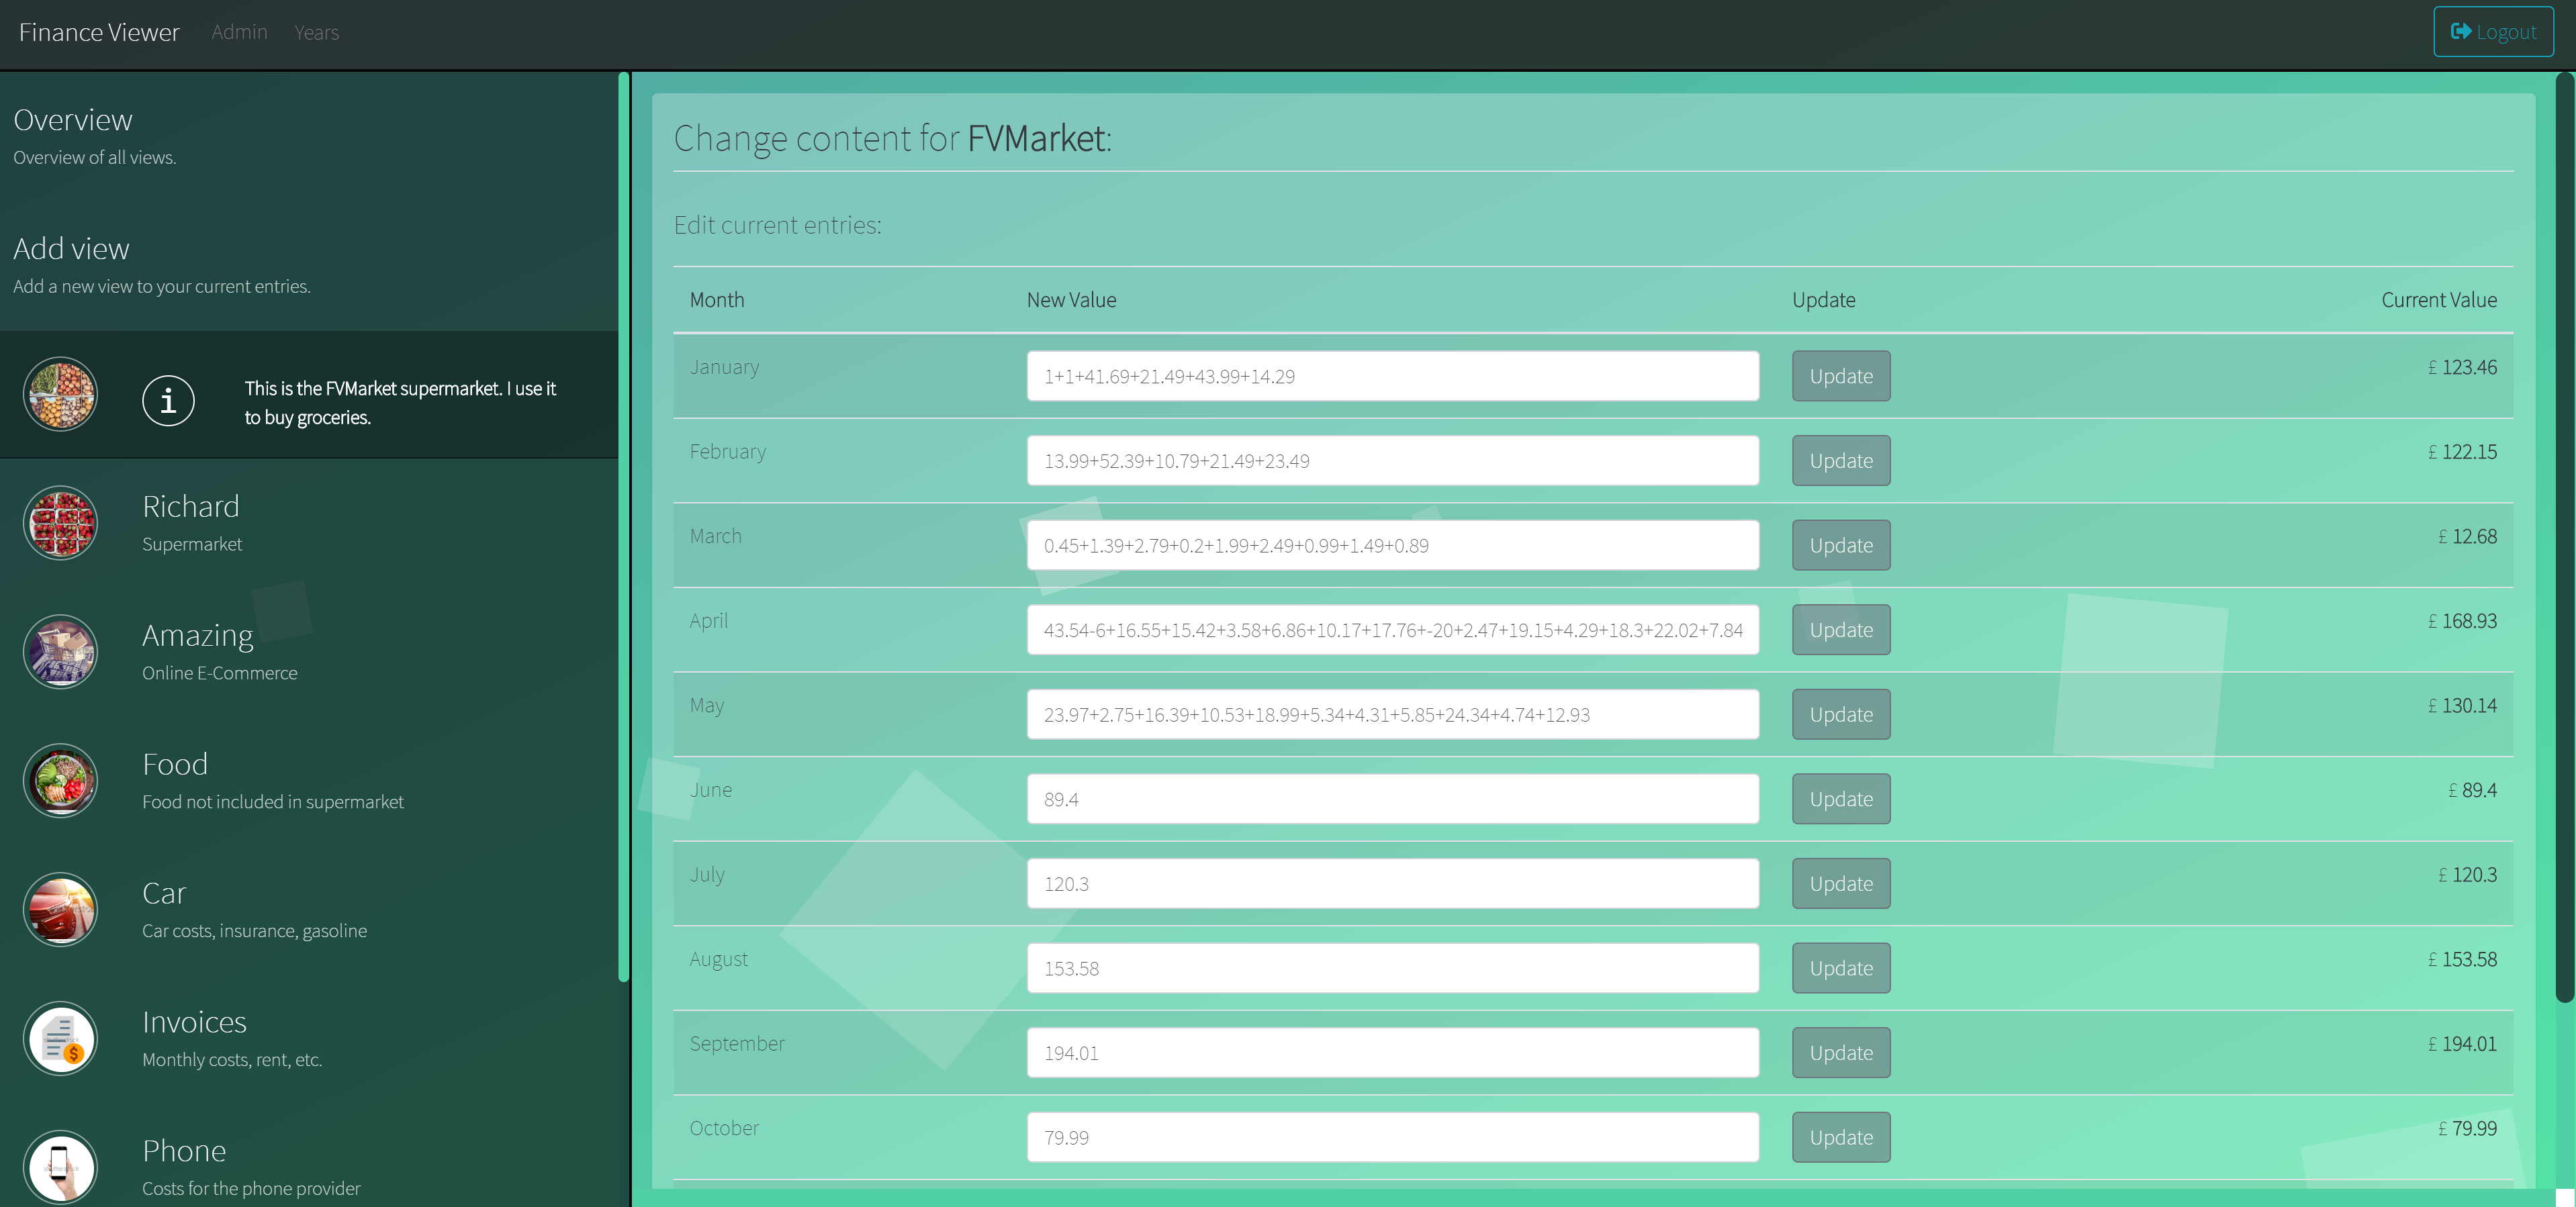 Finance Viewer Admin Years Logout
Overview
Overview of all views.
Add view
Add a new view to your current entries.
This is the FVMarket supermarket. I use it
to buy groceries.
Richard
Supermarket
Amazing
Online E-Commerce
Food
Food not included in supermarket
Car
Car costs, insurance, gasoline
Invoices
Monthly costs, rent, etc.
Phone
Costs for the phone provider
Change content for FVMarket:
Edit current entries:
Month New Value Update Current Value
January 1+1+41.69+21.49+43.99+14.29 Update £ 123.46
February 13.99+52.39+10.79+21.49+23.49 Update £ 122.15
March 0.45+1.39+2.79+0.2+1.99+2.49+0.99+1.49+0.89 Update £ 12.68
April 43.54-6+16.55+15.42+3.58+6.86+10.17+17.76+-20+2.47+19.15+4.29+18.3+22.02+7.84 Update £ 168.93
May 23.97+2.75+16.39+10.53+18.99+5.34+4.31+5.85+24.34+4.74+12.93 Update £ 130.14
June 89.4 Update £ 89.4
July 120.3 Update £ 120.3
August 153.58 Update £ 153.58
September 194.01 Update £ 194.01
October 79.99 Update £ 79.99